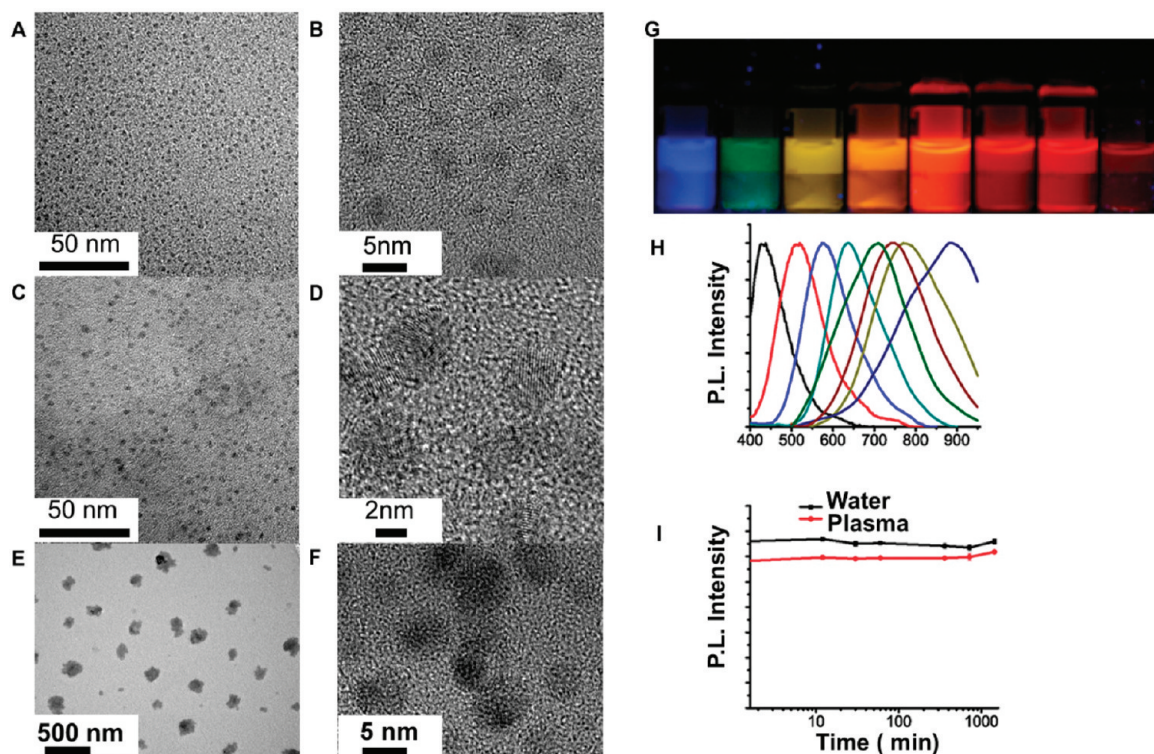 A
50 nm
B
5nm
C
50 nm
D
2nm
E
500 nm
F
5 nm
G
H
P.L. Intensity
400 500 600 700 800 900
I
Water
Plasma
P.L. Intensity
10 100 1000
Time ( min)